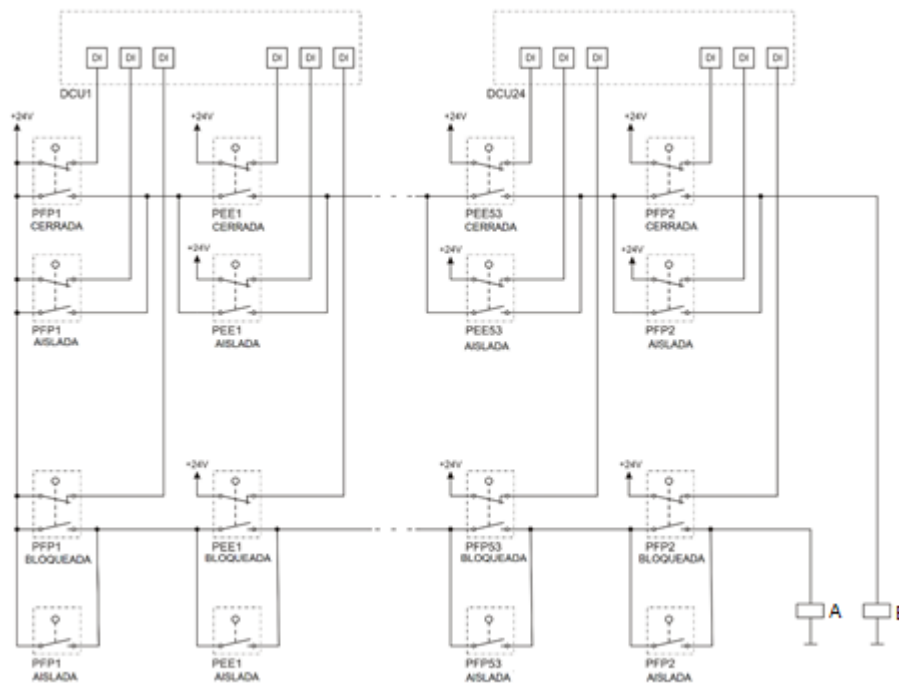 DI DI DI DI DI DI DI DI DI DI DI DI
DCU1 DCU24
+24V +24V +24V +24V
PFP1 PEE1 PEE53 PFP2
CERRADA CERRADA CERRADA CERRADA
+24V +24V +24V
PFP1 PEE1 PEE53 PFP2
AISLADA AISLADA AISLADA AISLADA
+24V +24V +24V
PFP1 PEE1 PFP53 PFP2
BLOQUEADA BLOQUEADA BLOQUEADA BLOQUEADA
A
PFP1 PEE1 PFP53 PFP2
AISLADA AISLADA AISLADA AISLADA